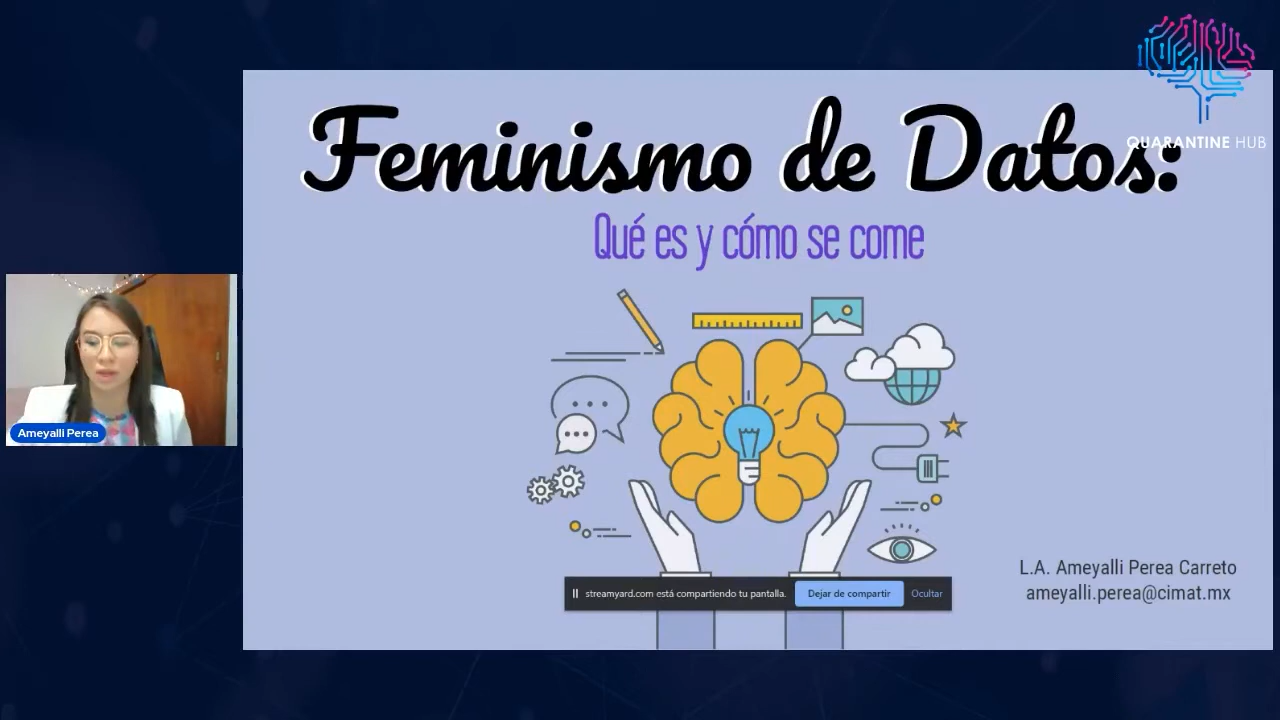 QUARANTINE HUB
Feminismo de Datos:
Qué es y cómo se come
Ameyalli Perea
L.A. Ameyalli Perea Carreto
ameyalli.perea@cimat.mx
streamyard.com está compartiendo tu pantalla. Dejar de compartir Ocultar